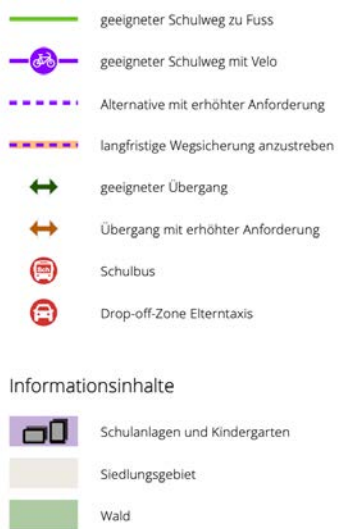 geeigneter Schulweg zu Fuss
geeigneter Schulweg mit Velo
Alternative mit erhöhter Anforderung
langfristige Wegsicherung anzustreben
geeigneter Übergang
Übergang mit erhöhter Anforderung
Sch
Schulbus
Drop-off-Zone Elterntaxis
Informationsinhalte
Schulanlagen und Kindergarten
Siedlungsgebiet
Wald